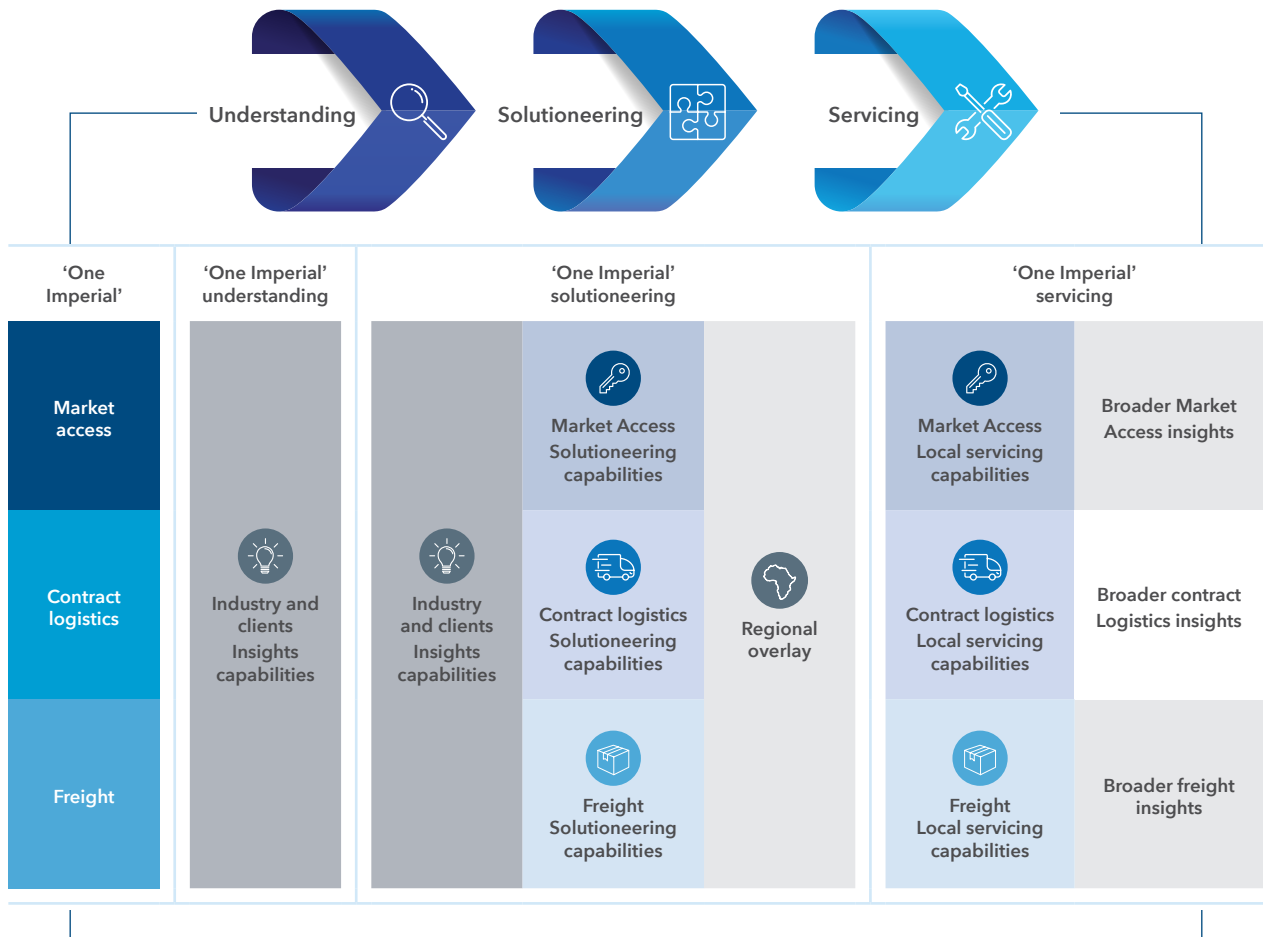 Understanding
Solutioneering
Servicing
‘One
Imperial’
‘One Imperial’
understanding
‘One Imperial’
solutioneering
‘One Imperial’
servicing
Market
access
Contract
logistics
Freight
Industry and
clients
Insights
capabilities
Industry
and clients
Insights
capabilities
Market Access
Solutioneering
capabilities
Contract logistics
Solutioneering
capabilities
Freight
Solutioneering
capabilities
Regional
overlay
Market Access
Local servicing
capabilities
Contract logistics
Local servicing
capabilities
Freight
Local servicing
capabilities
Broader Market
Access insights
Broader contract
Logistics insights
Broader freight
insights